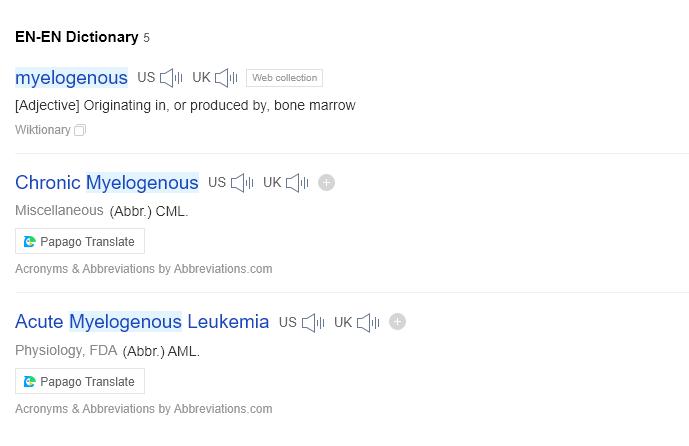 EN-EN Dictionary 5
myelogenous US UK Web collection
[Adjective] Originating in, or produced by, bone marrow
Wiktionary
Chronic Myelogenous US UK
Miscellaneous (Abbr.) CML.
Papago Translate
Acronyms & Abbreviations by Abbreviations.com
Acute Myelogenous Leukemia US UK
Physiology, FDA (Abbr.) AML.
Papago Translate
Acronyms & Abbreviations by Abbreviations.com